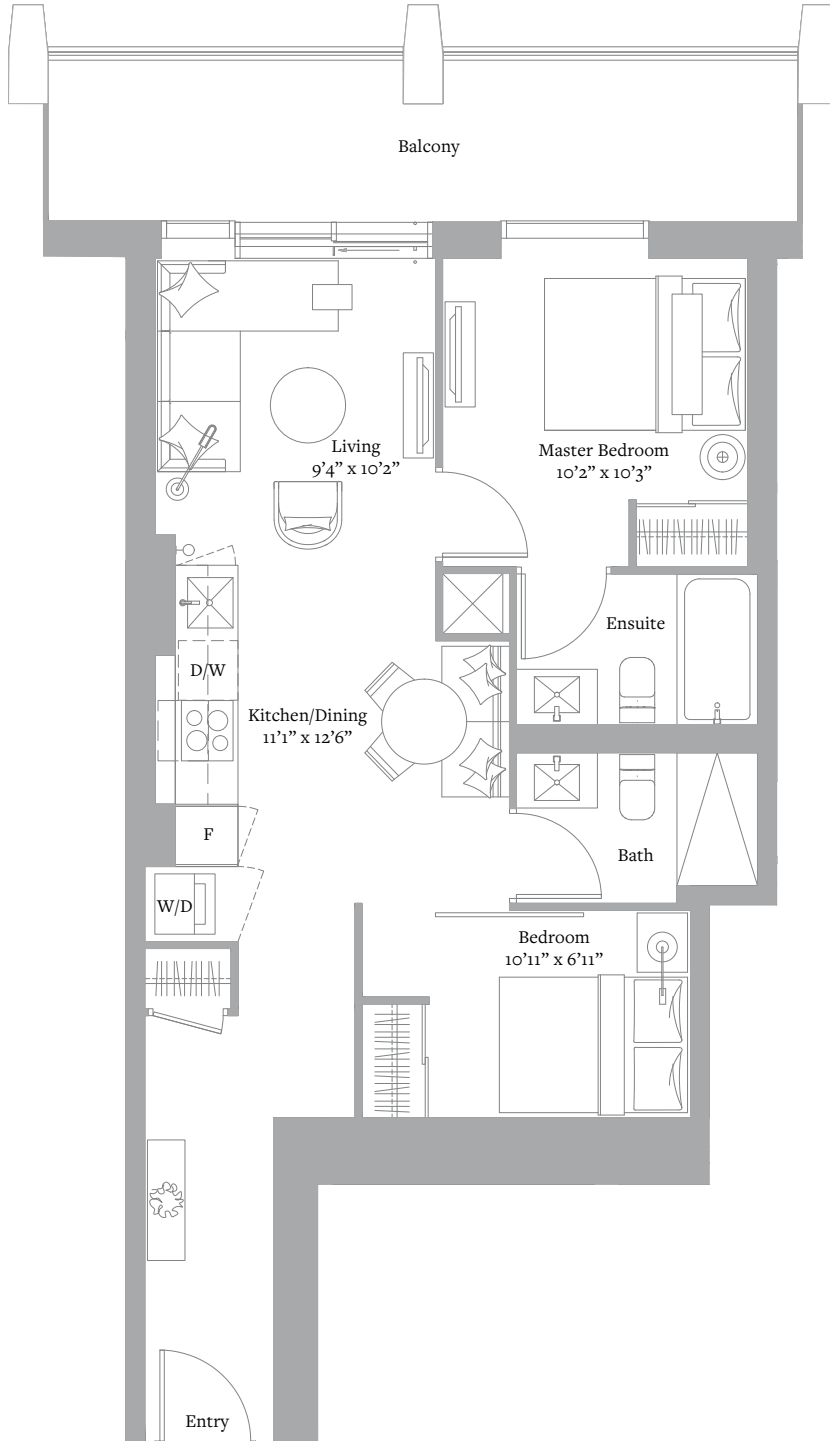 Balcony
Living
9’4” x 10’2”
Master Bedroom
10’2” x 10’3”
Ensuite
D/W
Kitchen/Dining
11’1” x 12’6”
F
Bath
W/D
Bedroom
10’11” x 6’11”
Entry